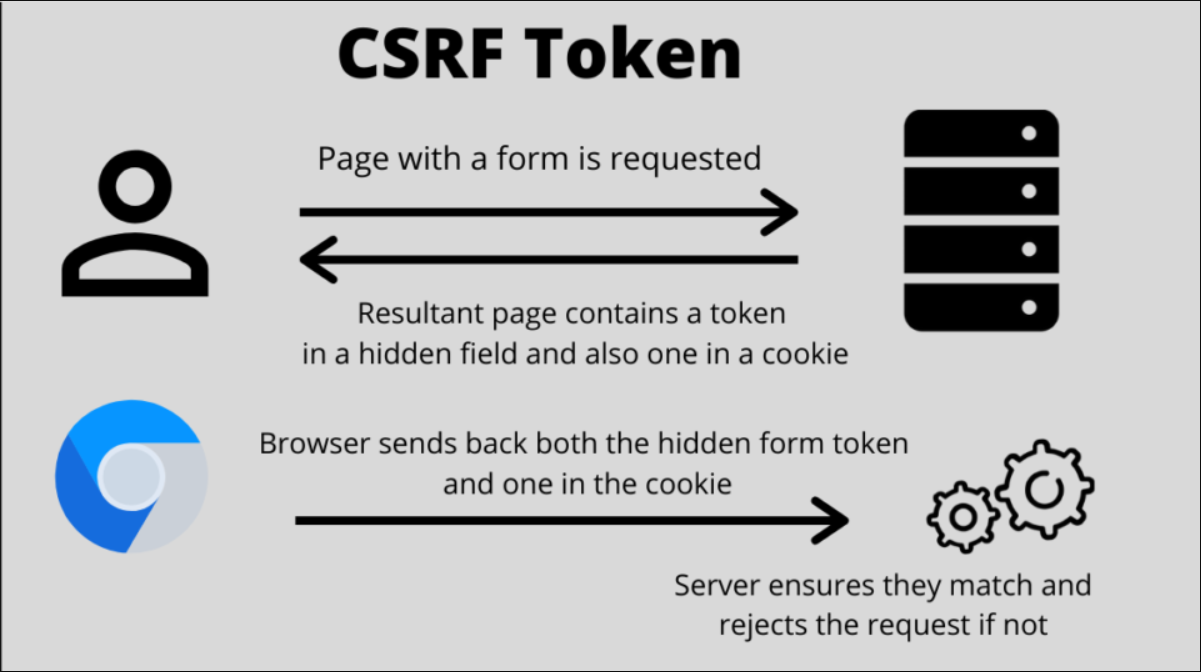 CSRF Token
Page with a form is requested
Resultant page contains a token
in a hidden field and also one in a cookie
Browser sends back both the hidden form token
and one in the cookie
Server ensures they match and
rejects the request if not